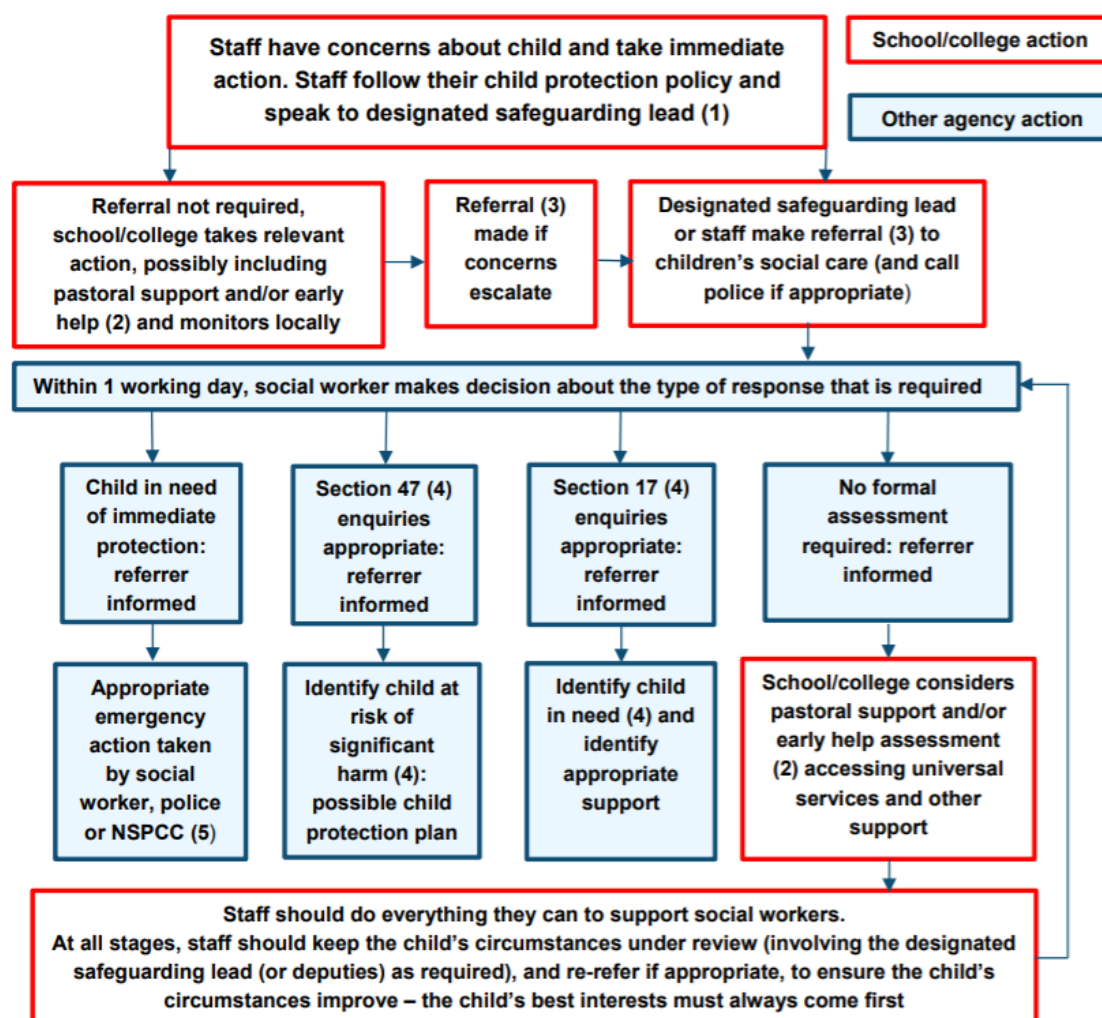 Staff have concerns about child and take immediate
action. Staff follow their child protection policy and
speak to designated safeguarding lead (1)
School/college action
Other agency action
Referral not required,
school/college takes relevant
action, possibly including
pastoral support and/or early
help (2) and monitors locally
Referral (3)
made if
concerns
escalate
Designated safeguarding lead
or staff make referral (3) to
children’s social care (and call
police if appropriate)
Within 1 working day, social worker makes decision about the type of response that is required
Child in need
of immediate
protection:
referrer
informed
Section 47 (4)
enquiries
appropriate:
referrer
informed
Section 17 (4)
enquiries
appropriate:
referrer
informed
No formal
assessment
required: referrer
informed
Appropriate
emergency
action taken
by social
worker, police
or NSPCC (5)
Identify child at
risk of
significant
harm (4):
possible child
protection plan
Identify child
in need (4) and
identify
appropriate
support
School/college considers
pastoral support and/or
early help assessment
(2) accessing universal
services and other
support
Staff should do everything they can to support social workers.
At all stages, staff should keep the child’s circumstances under review (involving the designated
safeguarding lead (or deputies) as required), and re-refer if appropriate, to ensure the child’s
circumstances improve – the child’s best interests must always come first